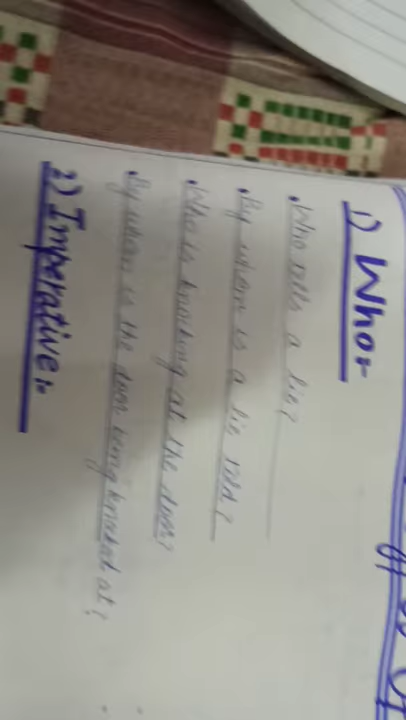 1) Who:-
• Who tells a lie?
• By whom is a lie told?
• Who is knocking at the door?
• By whom is the door being knocked at?
2) Imperative:-